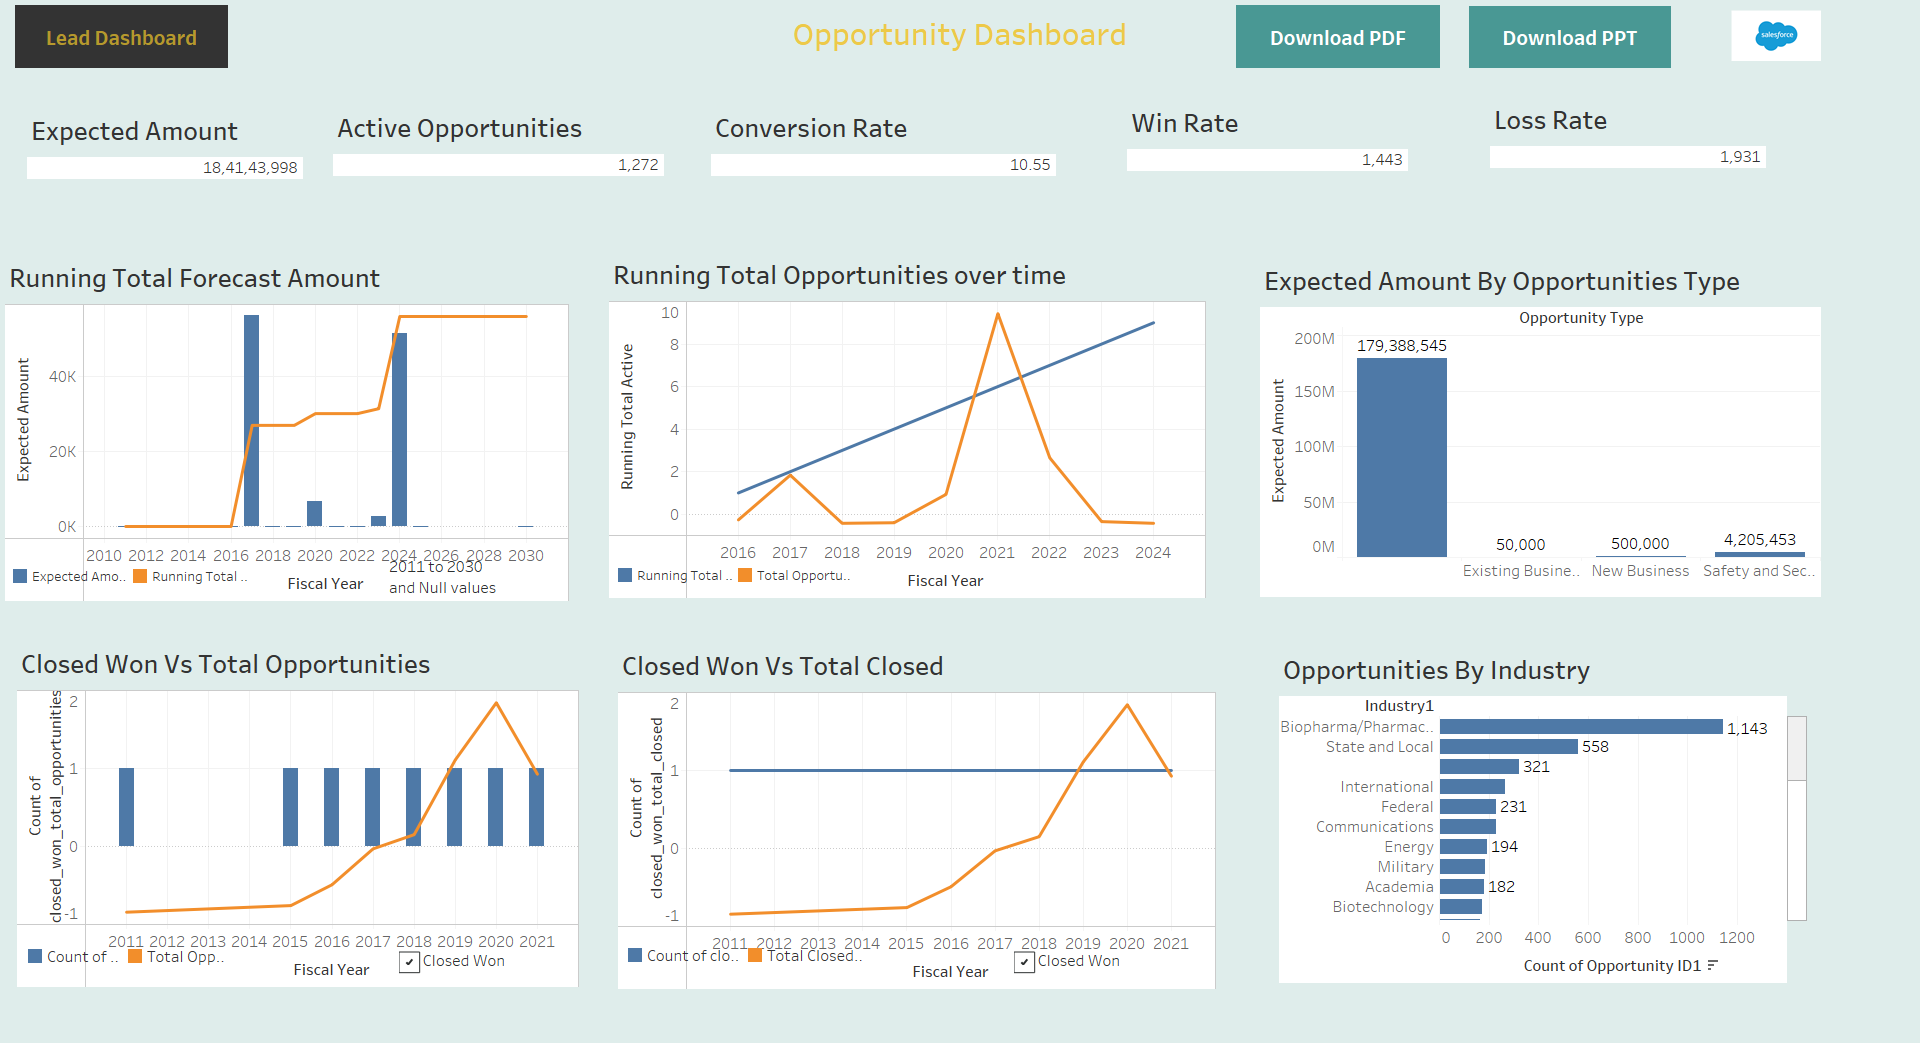 Lead Dashboard
Opportunity Dashboard
Download PDF
Download PPT
salesforce
Expected Amount
18,41,43,998
Active Opportunities
1,272
Conversion Rate
10.55
Win Rate
1,443
Loss Rate
1,931
Running Total Forecast Amount
Expected Amount
40K
20K
0K
2010 2012 2014 2016 2018 2020 2022 2024 2026 2028 2030
Expected Amo..
Running Total ..
Fiscal Year
2011 to 2030
and Null values
Running Total Opportunities over time
Running Total Active
10
8
6
4
2
0
2016 2017 2018 2019 2020 2021 2022 2023 2024
Running Total ..
Total Opportu..
Fiscal Year
Expected Amount By Opportunities Type
Opportunity Type
Expected Amount
200M
150M
100M
50M
0M
179,388,545
50,000
500,000
4,205,453
Existing Busine..
New Business
Safety and Sec..
Closed Won Vs Total Opportunities
Count of
closed_won_total_opportunities
2
1
0
-1
2011 2012 2013 2014 2015 2016 2017 2018 2019 2020 2021
Count of ..
Total Opp..
Fiscal Year
Closed Won
Closed Won Vs Total Closed
Count of
closed_won_total_closed
2
1
0
-1
2011 2012 2013 2014 2015 2016 2017 2018 2019 2020 2021
Count of clo..
Total Closed..
Fiscal Year
Closed Won
Opportunities By Industry
Industry1
Biopharma/Pharmac.. 1,143
State and Local 558
321
International
Federal 231
Communications
Energy 194
Military
Academia 182
Biotechnology
0 200 400 600 800 1000 1200
Count of Opportunity ID1